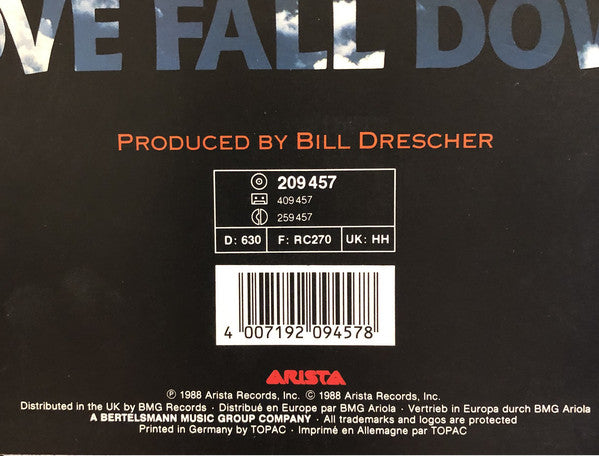 OVE FALL DOW
PRODUCED BY BILL DRESCHER
209 457
409 457
259 457
D: 630 F: RC270 UK: HH
4 007192 094578
ARISTA
℗ 1988 Arista Records, Inc. © 1988 Arista Records, Inc.
Distributed in the UK by BMG Records · Distribué en Europe par BMG Ariola · Vertrieb in Europa durch BMG Ariola
A BERTELSMANN MUSIC GROUP COMPANY · All trademarks and logos are protected
Printed in Germany by TOPAC · Imprimé en Allemagne par TOPAC